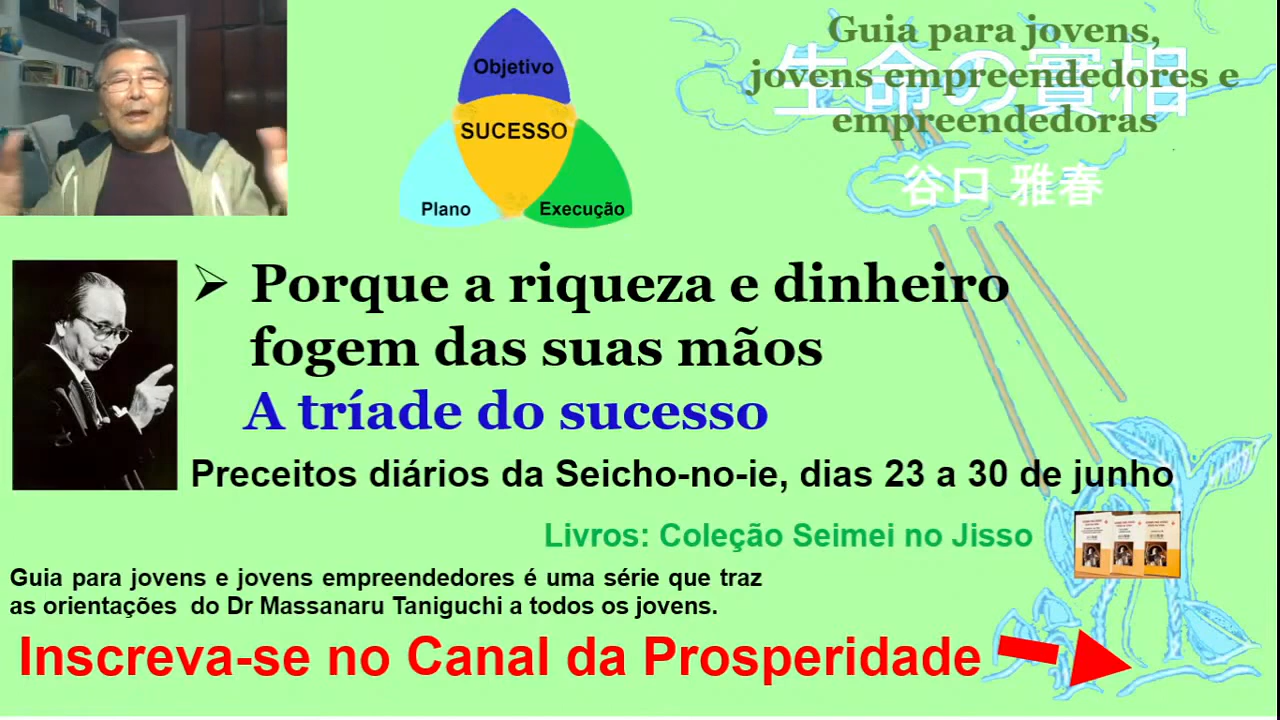 Objetivo
SUCESSO
Plano
Execução
Guia para jovens,
jovens empreendedores e
empreendedoras
生命の實相
谷口 雅春
Porque a riqueza e dinheiro
fogem das suas mãos
A tríade do sucesso
Preceitos diários da Seicho-no-ie, dias 23 a 30 de junho
Livros: Coleção Seimei no Jisso
Guia para jovens e jovens empreendedores é uma série que traz
as orientações do Dr Massanaru Taniguchi a todos os jovens.
Inscreva-se no Canal da Prosperidade